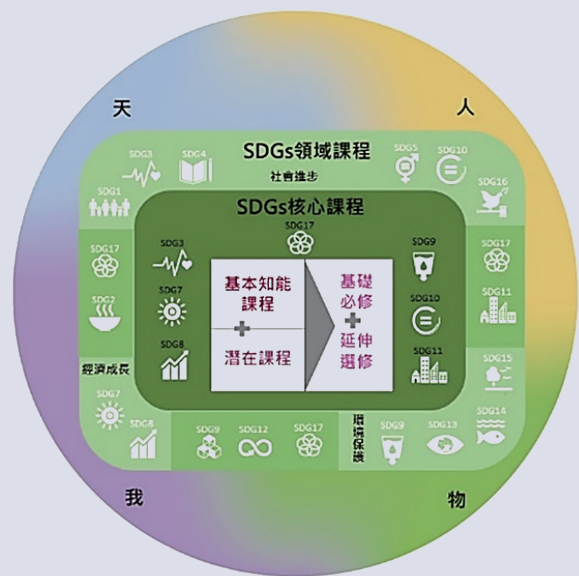 天
人
SDGs領域課程
社會進步
SDG3
SDG4
SDG5
SDG10
SDG1
SDG16
SDGs核心課程
SDG17
SDG17
SDG3
SDG9
SDG17
基本知能
課程
潛在課程
基礎
必修
延伸
選修
SDG2
SDG7
SDG10
SDG11
SDG8
SDG11
經濟成長
SDG15
SDG7
SDG8
SDG9
SDG12
SDG17
環境保護
SDG9
SDG13
SDG14
我
物